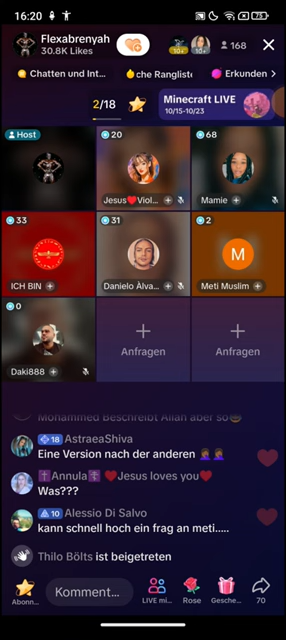 16:20
75
Flexabrenyah
30.8K Likes
10+
10+
168
Chatten und Int...
che Rangliste
Erkunden
2/18
Minecraft LIVE
10/15-10/23
Host
20
68
Jesus❤️Viol...
Mamie
33
31
2
ICH BIN
Danielo Àlva...
M
Meti Muslim
0
Daki888
Anfragen
Anfragen
Mohammed Beschreibt Allah aber so
18 AstraeaShiva
Eine Version nach der anderen 🤦🏾‍♀️🤦🏾‍♀️
✝️Annula✝️ ❤️Jesus loves you❤️
Was???
10 Alessio Di Salvo
kann schnell hoch ein frag an meti.....
Thilo Bölts ist beigetreten
Abonn...
Komment...
LIVE mi...
Rose
Gesche...
70